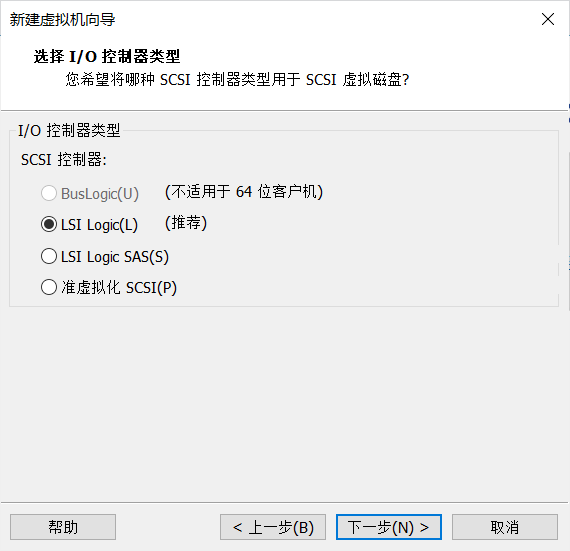 新建虚拟机向导
选择 I/O 控制器类型
您希望将哪种 SCSI 控制器类型用于 SCSI 虚拟磁盘?
I/O 控制器类型
SCSI 控制器:
BusLogic(U) (不适用于 64 位客户机)
LSI Logic(L) (推荐)
LSI Logic SAS(S)
准虚拟化 SCSI(P)
帮助 < 上一步(B) 下一步(N) > 取消